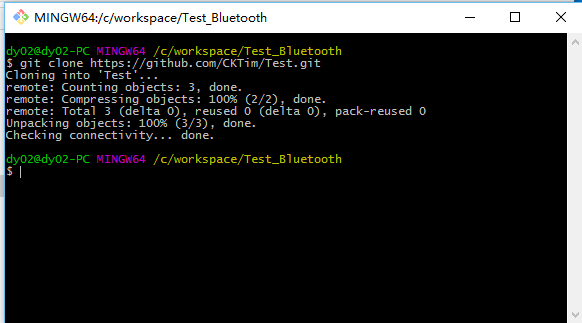 MINGW64:/c/workspace/Test_Bluetooth
dy02@dy02-PC MINGW64 /c/workspace/Test_Bluetooth
$ git clone https://github.com/CKTim/Test.git
Cloning into 'Test'...
remote: Counting objects: 3, done.
remote: Compressing objects: 100% (2/2), done.
remote: Total 3 (delta 0), reused 0 (delta 0), pack-reused 0
Unpacking objects: 100% (3/3), done.
Checking connectivity... done.
dy02@dy02-PC MINGW64 /c/workspace/Test_Bluetooth
$